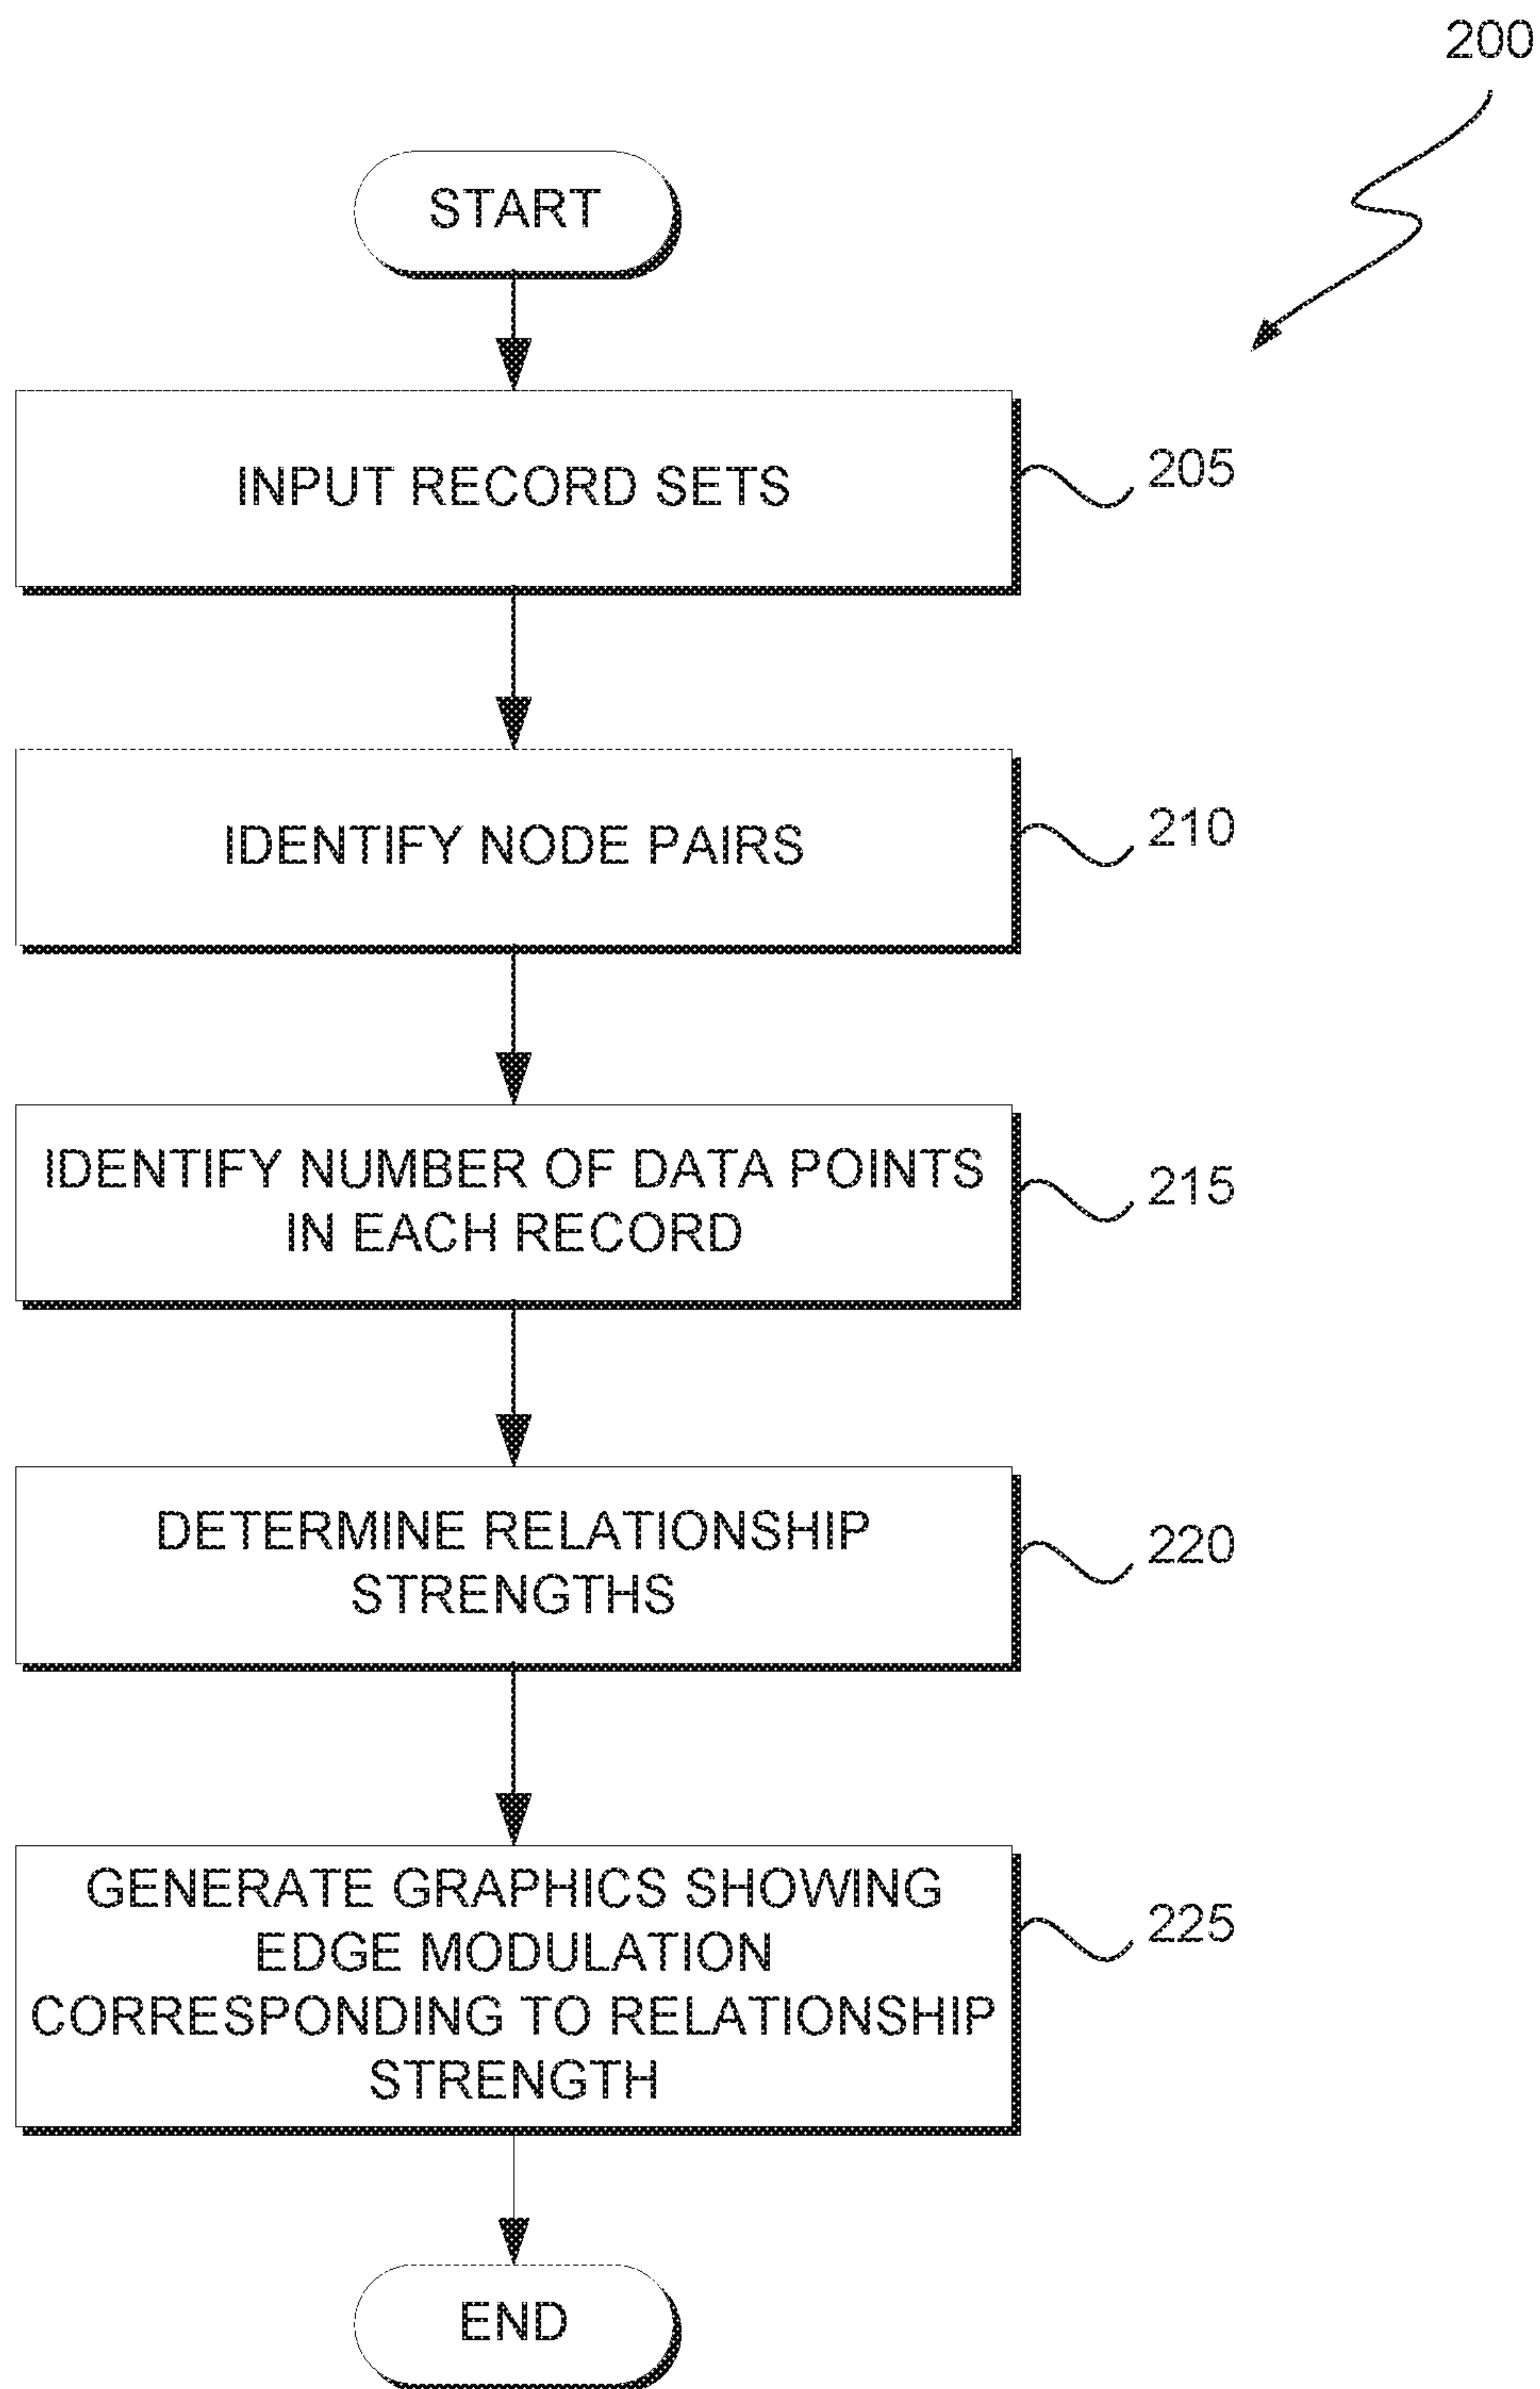 200
START
INPUT RECORD SETS
205
IDENTIFY NODE PAIRS
210
IDENTIFY NUMBER OF DATA POINTS
IN EACH RECORD
215
DETERMINE RELATIONSHIP
STRENGTHS
220
GENERATE GRAPHICS SHOWING
EDGE MODULATION
CORRESPONDING TO RELATIONSHIP
STRENGTH
225
END